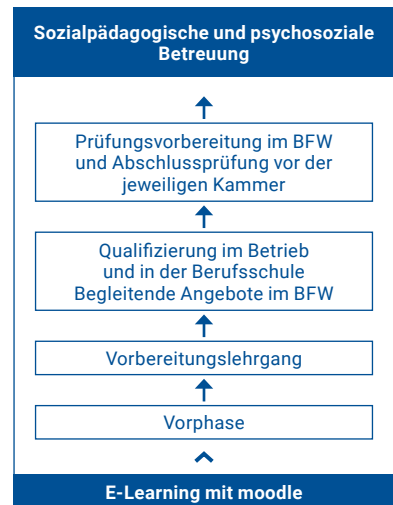 Sozialpädagogische und psychosoziale
Betreuung
Prüfungsvorbereitung im BFW
und Abschlussprüfung vor der
jeweiligen Kammer
Qualifizierung im Betrieb
und in der Berufsschule
Begleitende Angebote im BFW
Vorbereitungslehrgang
Vorphase
E-Learning mit moodle